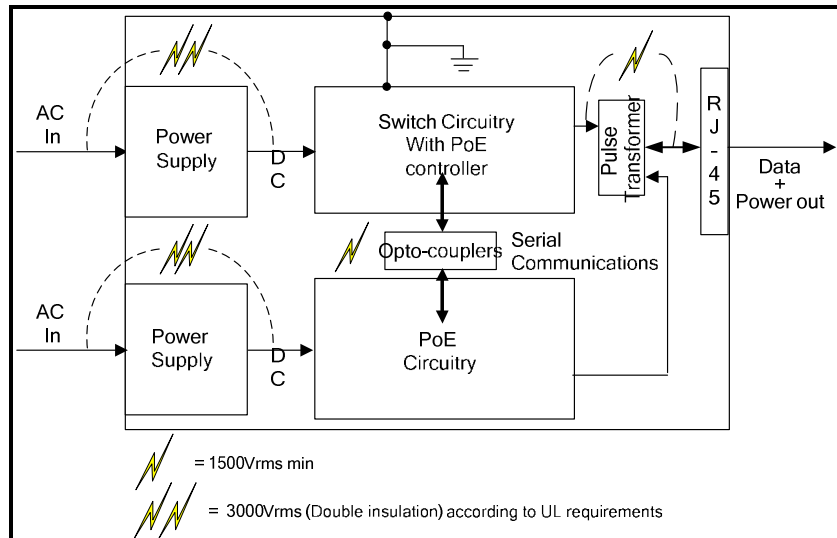 AC
In
Power
Supply
D
C
Switch Circuitry
With PoE
controller
Pulse
Transformer
R
J
-
4
5
Data
+
Power out
Opto-couplers
Serial
Communications
AC
In
Power
Supply
D
C
PoE
Circuitry
= 1500Vrms min
= 3000Vrms (Double insulation) according to UL requirements